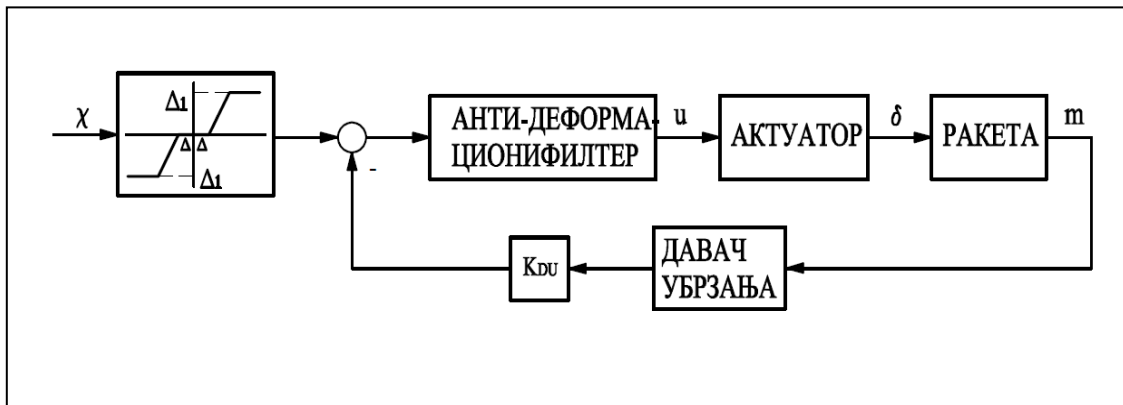 χ
Δ1
Δ Δ
Δ1
-
АНТИ-ДЕФОРМА-
ЦИОНИФИЛТЕР
u
АКТУАТОР
δ
РАКЕТА
m
KDU
ДАВАЧ
УБРЗАЊА